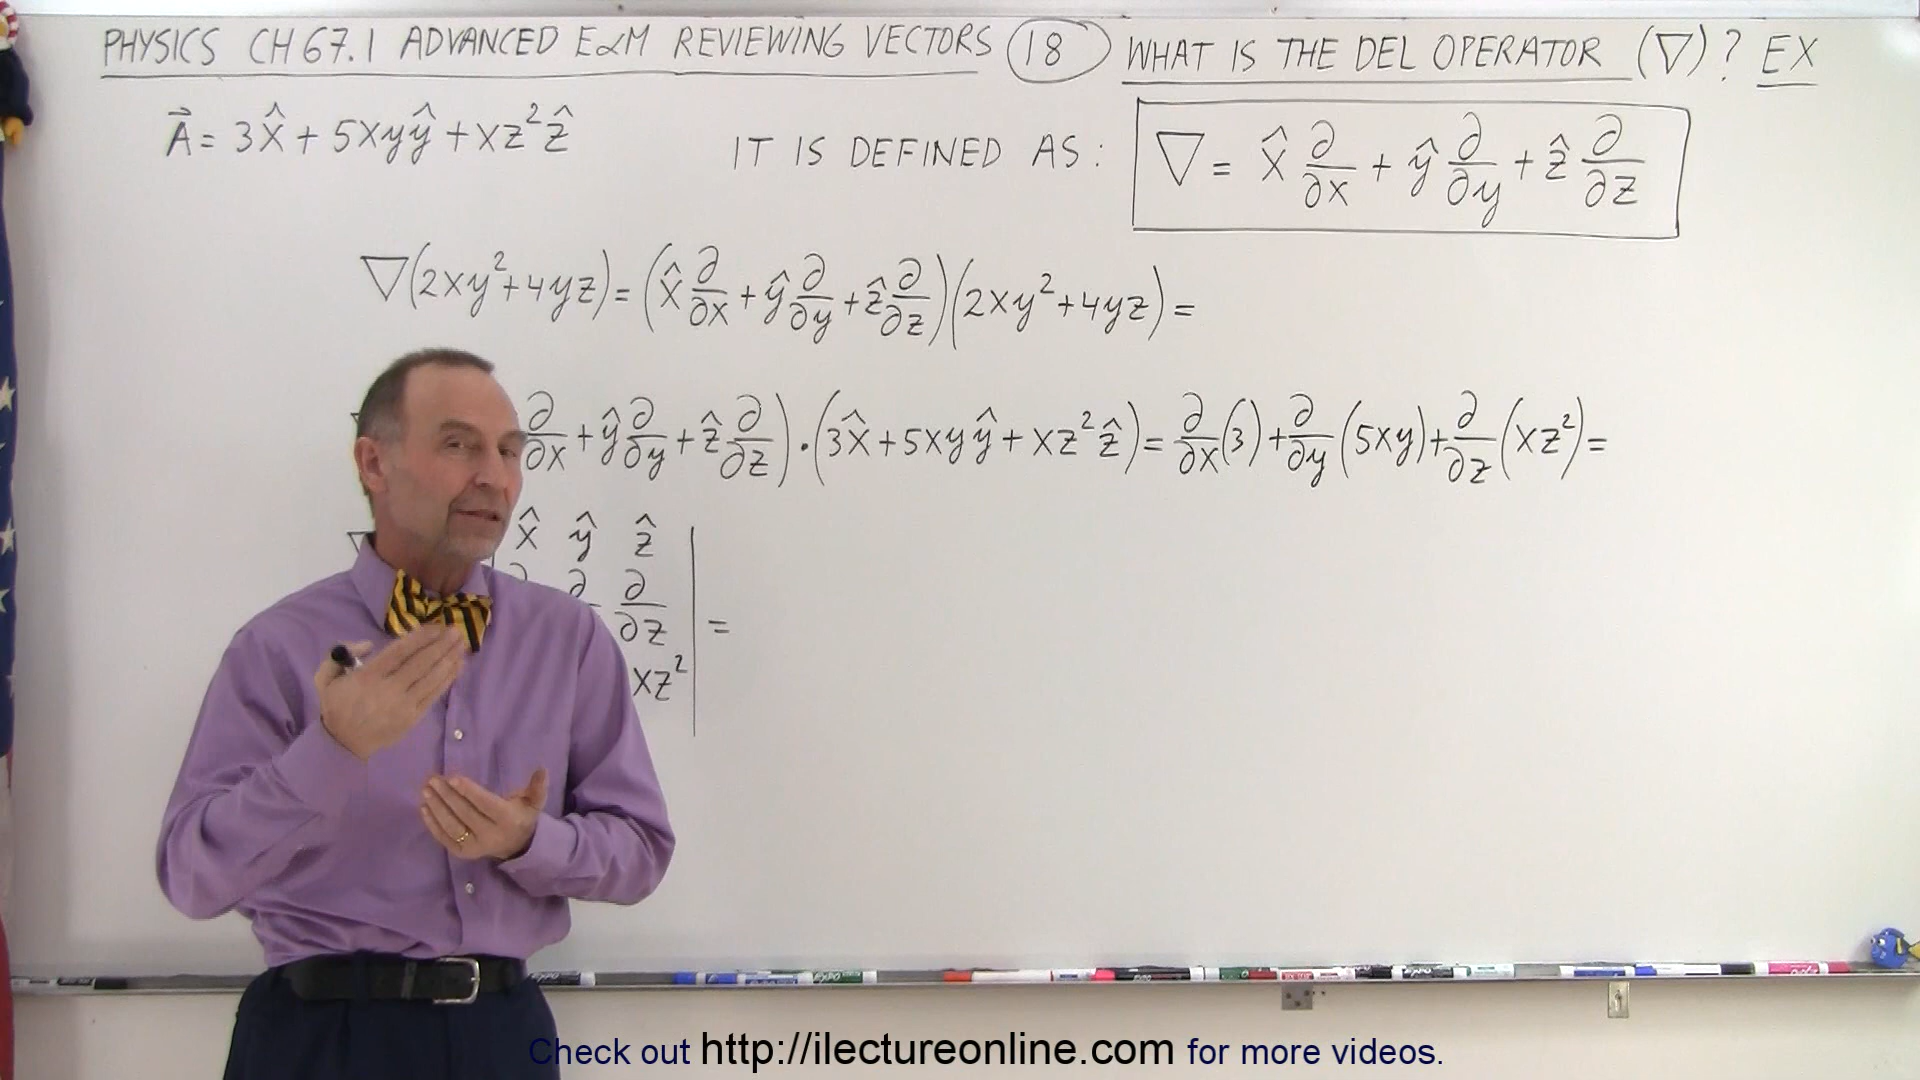 PHYSICS CH 67.1 ADVANCED E&M REVIEWING VECTORS (18) WHAT IS THE DEL OPERATOR (∇)? EX
A⃗ = 3x̂ + 5xyŷ + xz²ẑ
IT IS DEFINED AS: ∇ = x̂ ∂/∂x + ŷ ∂/∂y + ẑ ∂/∂z
∇(2xy²+4yz) = (x̂ ∂/∂x + ŷ ∂/∂y + ẑ ∂/∂z)(2xy²+4yz) =
∂/∂x + ŷ ∂/∂y + ẑ ∂/∂z) · (3x̂ + 5xyŷ + xz²ẑ) = ∂/∂x(3) + ∂/∂y(5xy) + ∂/∂z(xz²) =
x̂ ŷ ẑ
∂ ∂ ∂/∂z | =
xz²
Check out http://ilectureonline.com for more videos.